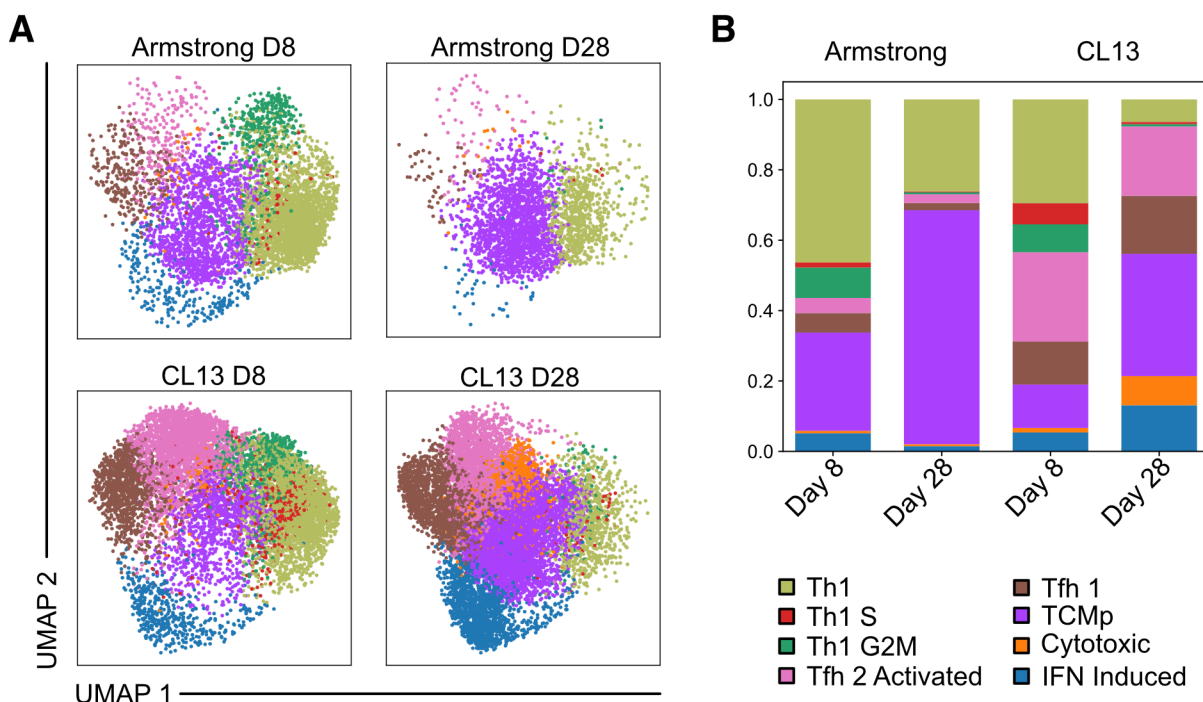 A
Armstrong D8
Armstrong D28
CL13 D8
CL13 D28
UMAP 2
UMAP 1
B
Armstrong
CL13
1.0
0.8
0.6
0.4
0.2
0.0
Day 8
Day 28
Day 8
Day 28
Th1
Th1 S
Th1 G2M
Tfh 2 Activated
Tfh 1
TCMp
Cytotoxic
IFN Induced